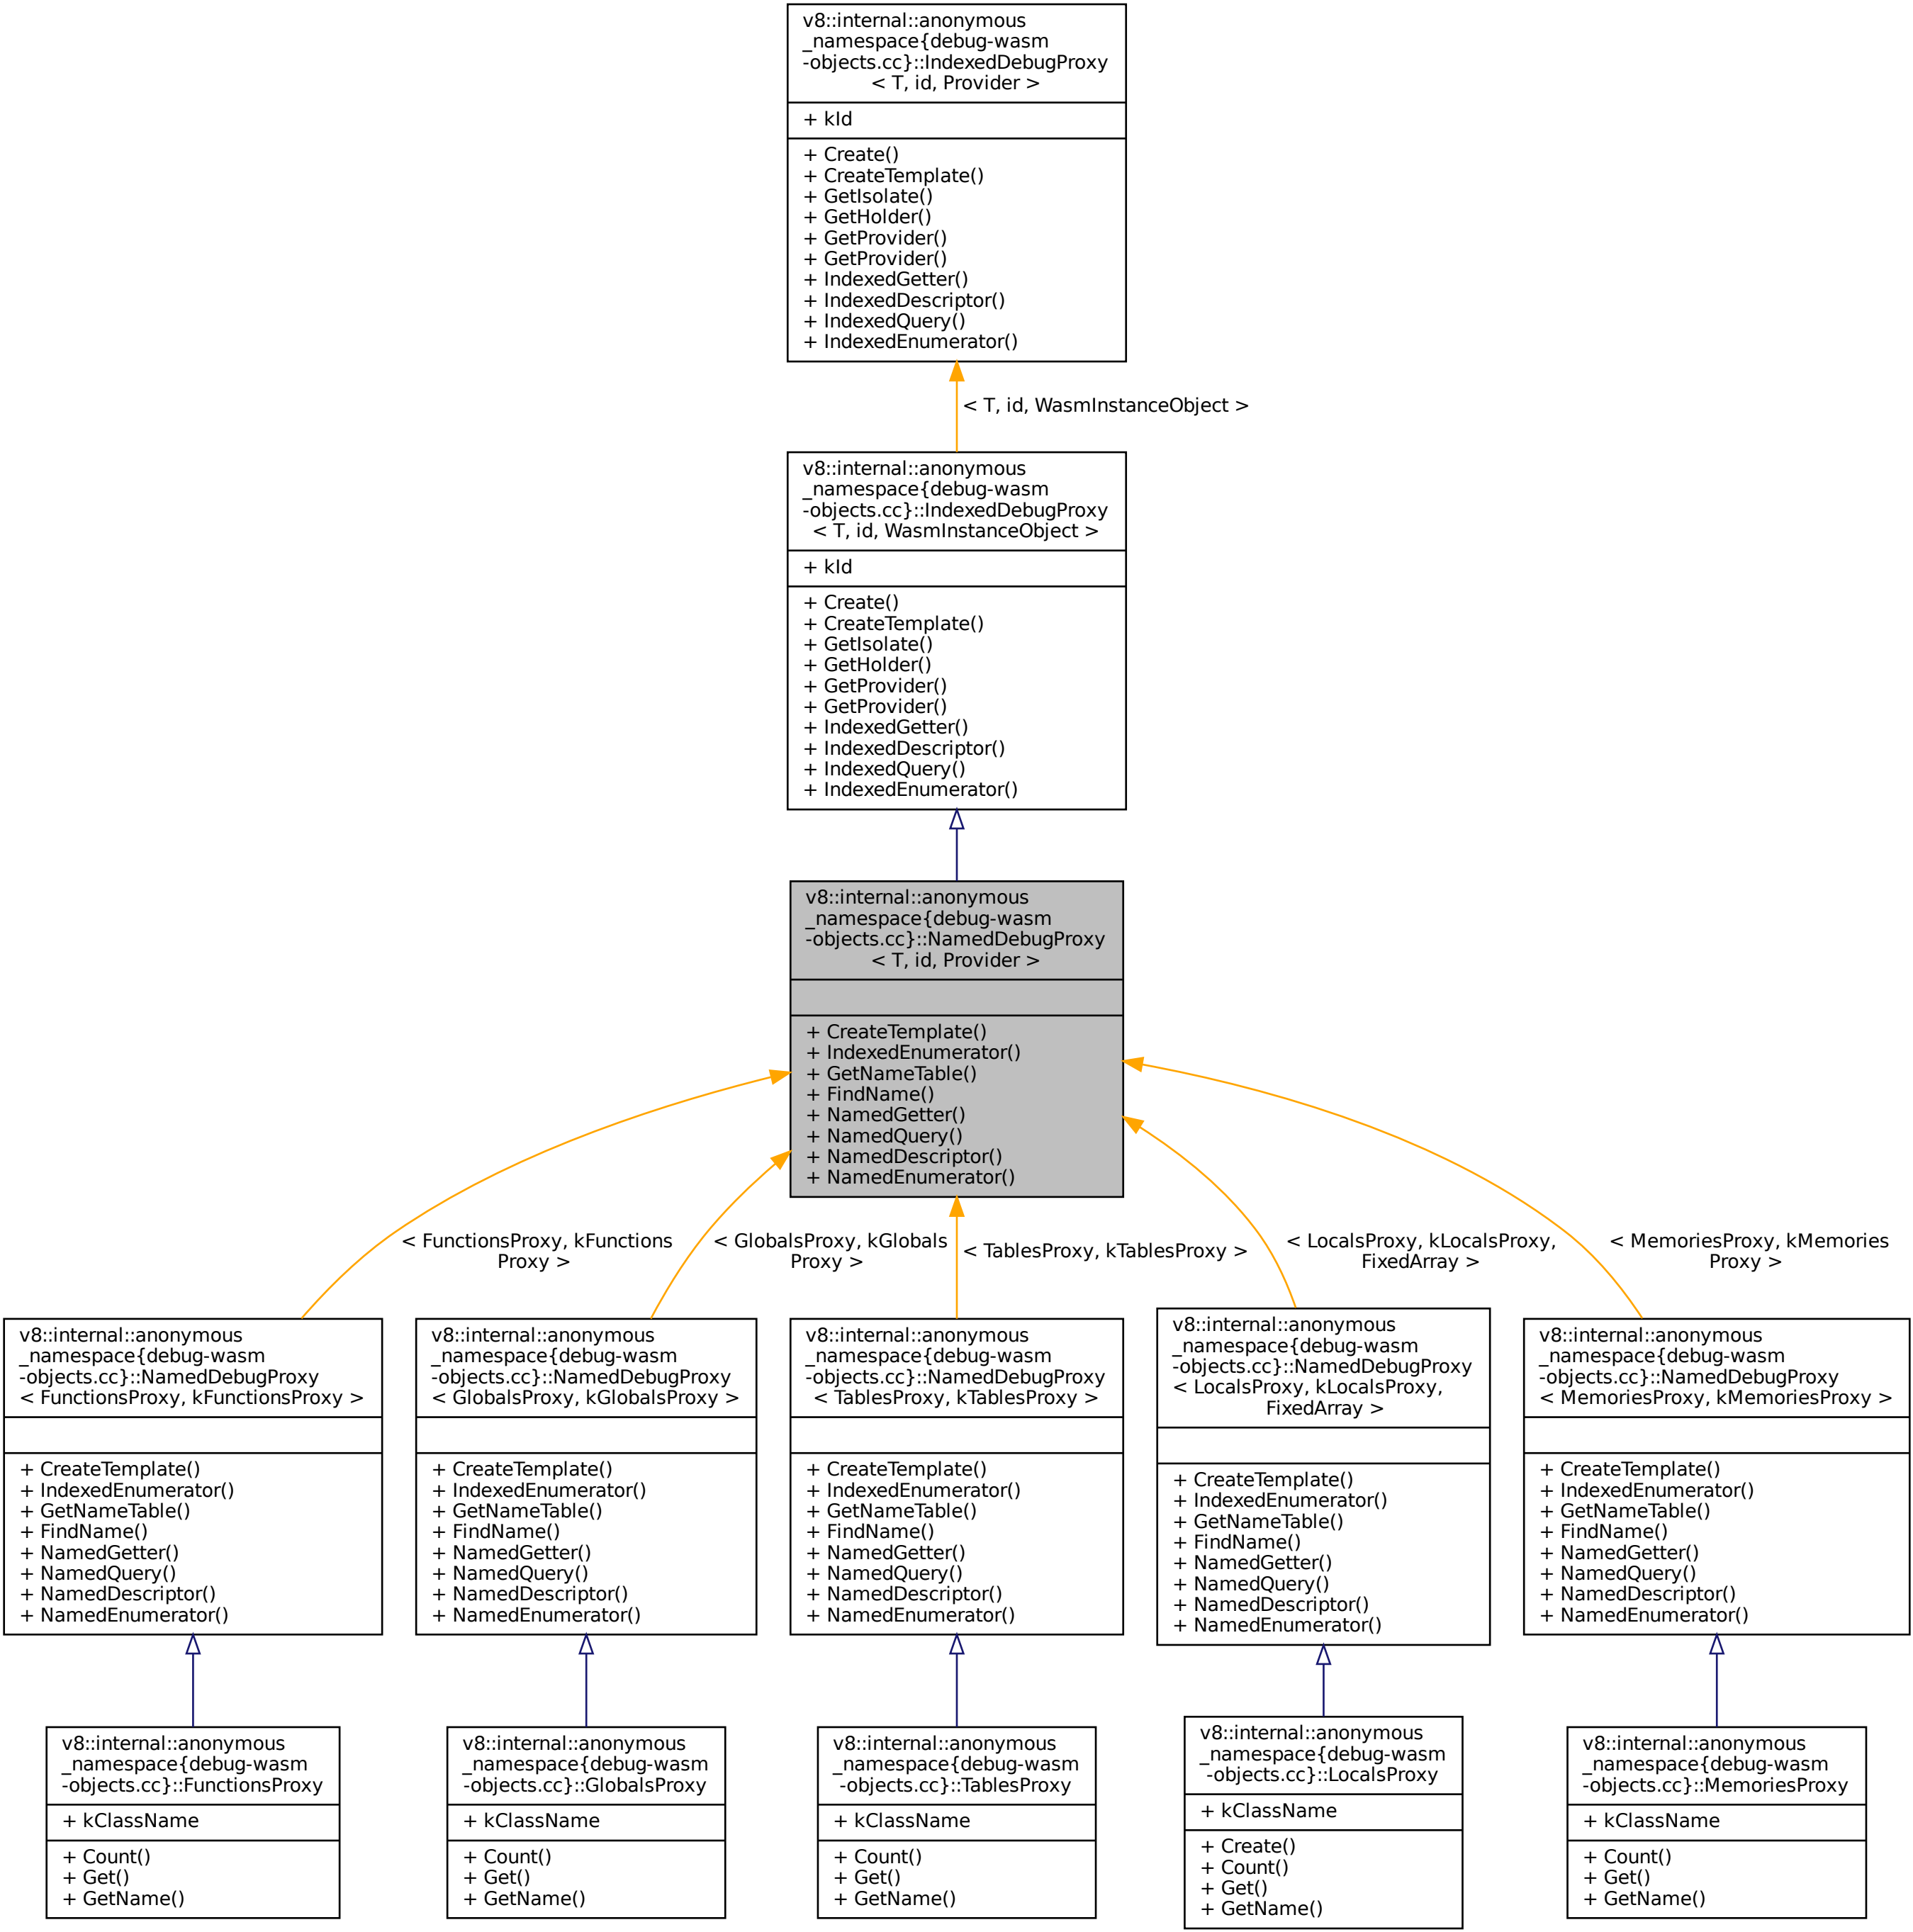 v8::internal::anonymous
_namespace{debug-wasm
-objects.cc}::IndexedDebugProxy
< T, id, Provider >
+ kId
+ Create()
+ CreateTemplate()
+ GetIsolate()
+ GetHolder()
+ GetProvider()
+ GetProvider()
+ IndexedGetter()
+ IndexedDescriptor()
+ IndexedQuery()
+ IndexedEnumerator()
< T, id, WasmInstanceObject >
v8::internal::anonymous
_namespace{debug-wasm
-objects.cc}::IndexedDebugProxy
< T, id, WasmInstanceObject >
+ kId
+ Create()
+ CreateTemplate()
+ GetIsolate()
+ GetHolder()
+ GetProvider()
+ GetProvider()
+ IndexedGetter()
+ IndexedDescriptor()
+ IndexedQuery()
+ IndexedEnumerator()
v8::internal::anonymous
_namespace{debug-wasm
-objects.cc}::NamedDebugProxy
< T, id, Provider >
+ CreateTemplate()
+ IndexedEnumerator()
+ GetNameTable()
+ FindName()
+ NamedGetter()
+ NamedQuery()
+ NamedDescriptor()
+ NamedEnumerator()
< FunctionsProxy, kFunctions
Proxy >
< GlobalsProxy, kGlobals
Proxy >
< TablesProxy, kTablesProxy >
< LocalsProxy, kLocalsProxy,
FixedArray >
< MemoriesProxy, kMemories
Proxy >
v8::internal::anonymous
_namespace{debug-wasm
-objects.cc}::NamedDebugProxy
< FunctionsProxy, kFunctionsProxy >
+ CreateTemplate()
+ IndexedEnumerator()
+ GetNameTable()
+ FindName()
+ NamedGetter()
+ NamedQuery()
+ NamedDescriptor()
+ NamedEnumerator()
v8::internal::anonymous
_namespace{debug-wasm
-objects.cc}::NamedDebugProxy
< GlobalsProxy, kGlobalsProxy >
+ CreateTemplate()
+ IndexedEnumerator()
+ GetNameTable()
+ FindName()
+ NamedGetter()
+ NamedQuery()
+ NamedDescriptor()
+ NamedEnumerator()
v8::internal::anonymous
_namespace{debug-wasm
-objects.cc}::NamedDebugProxy
< TablesProxy, kTablesProxy >
+ CreateTemplate()
+ IndexedEnumerator()
+ GetNameTable()
+ FindName()
+ NamedGetter()
+ NamedQuery()
+ NamedDescriptor()
+ NamedEnumerator()
v8::internal::anonymous
_namespace{debug-wasm
-objects.cc}::NamedDebugProxy
< LocalsProxy, kLocalsProxy,
FixedArray >
+ CreateTemplate()
+ IndexedEnumerator()
+ GetNameTable()
+ FindName()
+ NamedGetter()
+ NamedQuery()
+ NamedDescriptor()
+ NamedEnumerator()
v8::internal::anonymous
_namespace{debug-wasm
-objects.cc}::NamedDebugProxy
< MemoriesProxy, kMemoriesProxy >
+ CreateTemplate()
+ IndexedEnumerator()
+ GetNameTable()
+ FindName()
+ NamedGetter()
+ NamedQuery()
+ NamedDescriptor()
+ NamedEnumerator()
v8::internal::anonymous
_namespace{debug-wasm
-objects.cc}::FunctionsProxy
+ kClassName
+ Count()
+ Get()
+ GetName()
v8::internal::anonymous
_namespace{debug-wasm
-objects.cc}::GlobalsProxy
+ kClassName
+ Count()
+ Get()
+ GetName()
v8::internal::anonymous
_namespace{debug-wasm
-objects.cc}::TablesProxy
+ kClassName
+ Count()
+ Get()
+ GetName()
v8::internal::anonymous
_namespace{debug-wasm
-objects.cc}::LocalsProxy
+ kClassName
+ Create()
+ Count()
+ Get()
+ GetName()
v8::internal::anonymous
_namespace{debug-wasm
-objects.cc}::MemoriesProxy
+ kClassName
+ Count()
+ Get()
+ GetName()